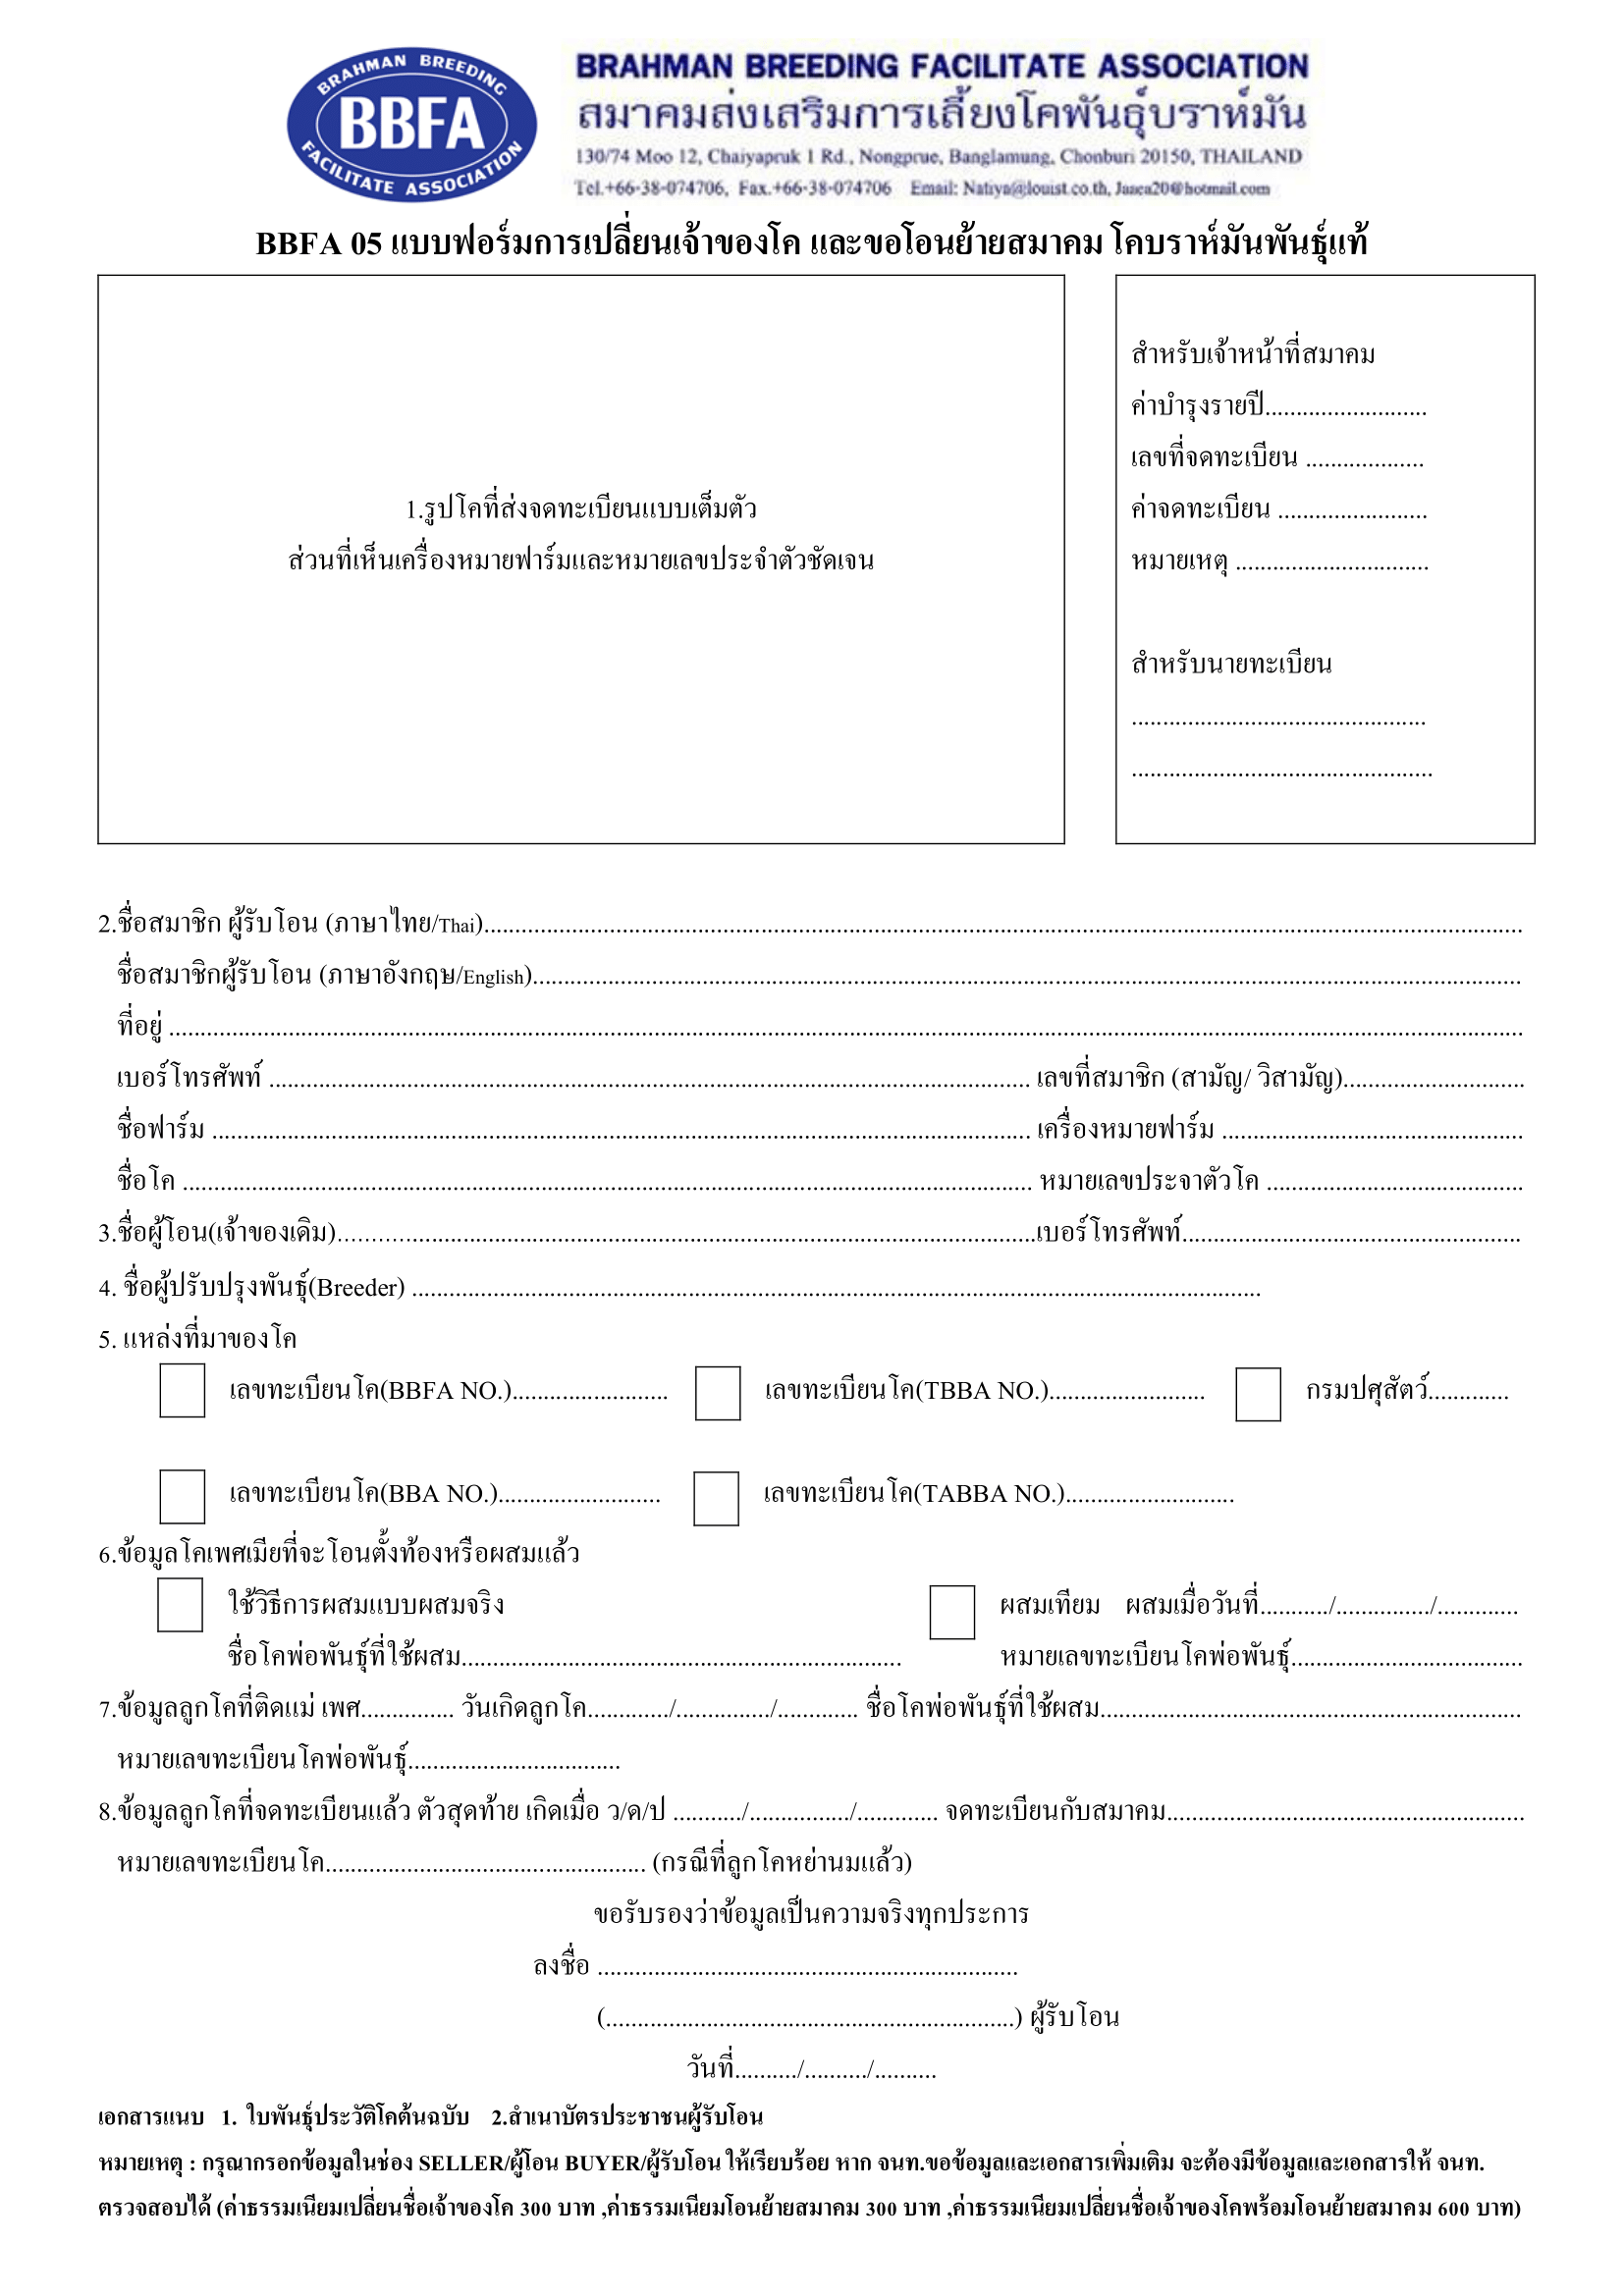 BRAHMAN BREEDING
BBFA
FACILITATE ASSOCIATION
BRAHMAN BREEDING FACILITATE ASSOCIATION
สมาคมส่งเสริมการเลี้ยงโคพันธุ์บราห์มัน
130/74 Moo 12, Chaiyapruk 1 Rd., Nongprue, Banglamung, Chonburi 20150, THAILAND
Tel.+66-38-074706, Fax.+66-38-074706 Email: Natiya@louist.co.th, Jaaca20@hotmail.com
BBFA 05 แบบฟอร์มการเปลี่ยนเจ้าของโค และขอโอนย้ายสมาคม โคบราห์มันพันธุ์แท้
1.รูปโคที่ส่งจดทะเบียนแบบเต็มตัว
ส่วนที่เห็นเครื่องหมายฟาร์มและหมายเลขประจำตัวชัดเจน
สำหรับเจ้าหน้าที่สมาคม
ค่าบำรุงรายปี..........................
เลขที่จดทะเบียน ...................
ค่าจดทะเบียน ........................
หมายเหตุ ...............................
สำหรับนายทะเบียน
...............................................
................................................
2.ชื่อสมาชิก ผู้รับโอน (ภาษาไทย/Thai)....................................................................
ชื่อสมาชิกผู้รับโอน (ภาษาอังกฤษ/English)....................................................................
ที่อยู่ ....................................................................
เบอร์โทรศัพท์ .................................................. เลขที่สมาชิก (สามัญ/ วิสามัญ).............................
ชื่อฟาร์ม .................................................. เครื่องหมายฟาร์ม ................................................
ชื่อโค .................................................. หมายเลขประจาตัวโค .........................................
3.ชื่อผู้โอน(เจ้าของเดิม)..................................................เบอร์โทรศัพท์......................................................
4. ชื่อผู้ปรับปรุงพันธุ์(Breeder) ....................................................................
5. แหล่งที่มาของโค
เลขทะเบียนโค(BBFA NO.)......................... เลขทะเบียนโค(TBBA NO.)......................... กรมปศุสัตว์.............
เลขทะเบียนโค(BBA NO.).......................... เลขทะเบียนโค(TABBA NO.)...........................
6.ข้อมูลโคเพศเมียที่จะโอนตั้งท้องหรือผสมแล้ว
ใช้วิธีการผสมแบบผสมจริง ผสมเทียม ผสมเมื่อวันที่.........../.............../.............
ชื่อโคพ่อพันธุ์ที่ใช้ผสม...................................................................... หมายเลขทะเบียนโคพ่อพันธุ์.....................................
7.ข้อมูลลูกโคที่ติดแม่ เพศ............... วันเกิดลูกโค............./.............../............. ชื่อโคพ่อพันธุ์ที่ใช้ผสม...................................................................
หมายเลขทะเบียนโคพ่อพันธุ์..................................
8.ข้อมูลลูกโคที่จดทะเบียนแล้ว ตัวสุดท้าย เกิดเมื่อ ว/ด/ป .........../................/............. จดทะเบียนกับสมาคม.........................................................
หมายเลขทะเบียนโค................................................... (กรณีที่ลูกโคหย่านมแล้ว)
ขอรับรองว่าข้อมูลเป็นความจริงทุกประการ
ลงชื่อ ...................................................................
(.................................................................) ผู้รับโอน
วันที่........../........../..........
เอกสารแนบ 1. ใบพันธุ์ประวัติโคต้นฉบับ 2.สำเนาบัตรประชาชนผู้รับโอน
หมายเหตุ : กรุณากรอกข้อมูลในช่อง SELLER/ผู้โอน BUYER/ผู้รับโอน ให้เรียบร้อย หาก จนท.ขอข้อมูลและเอกสารเพิ่มเติม จะต้องมีข้อมูลและเอกสารให้ จนท.
ตรวจสอบได้ (ค่าธรรมเนียมเปลี่ยนชื่อเจ้าของโค 300 บาท ,ค่าธรรมเนียมโอนย้ายสมาคม 300 บาท ,ค่าธรรมเนียมเปลี่ยนชื่อเจ้าของโคพร้อมโอนย้ายสมาคม 600 บาท)